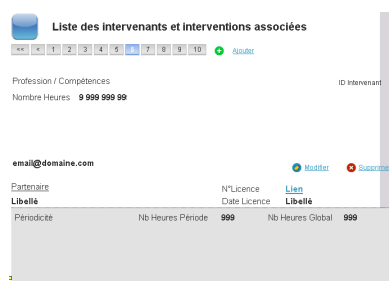 Liste des intervenants et interventions associées
<< < 1 2 3 4 5 6 7 8 9 10 Ajouter
Profession / Compétences ID Intervenant
Nombre Heures 9 999 999 99
email@domaine.com
Modifier Supprime
Partenaire N°Licence Lien
Libellé Date Licence Libellé
Périodicité Nb Heures Période 999 Nb Heures Global 999